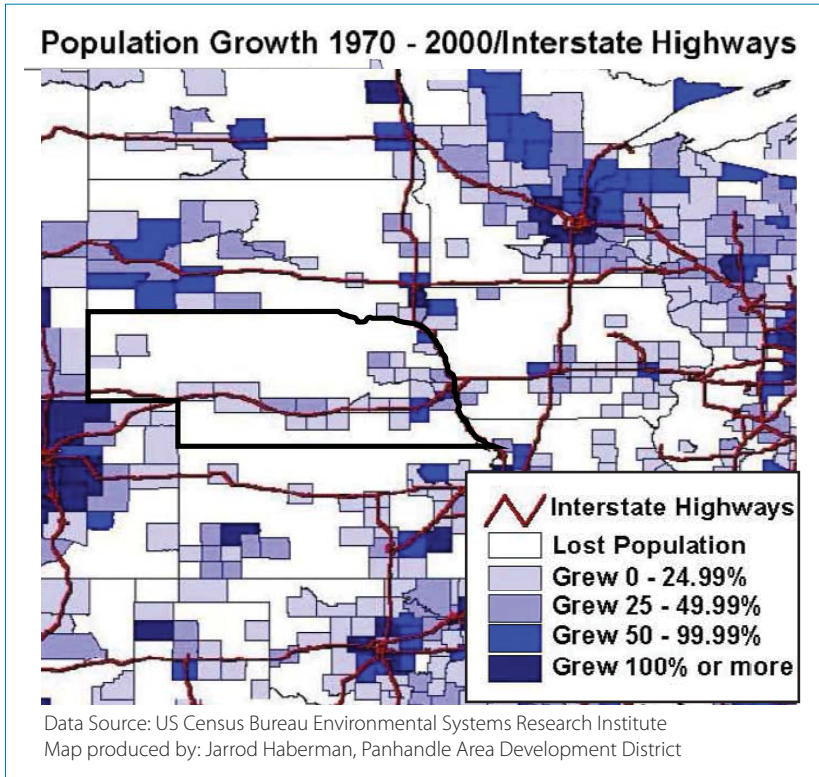 Population Growth 1970 - 2000/Interstate Highways
Interstate Highways
Lost Population
Grew 0 - 24.99%
Grew 25 - 49.99%
Grew 50 - 99.99%
Grew 100% or more
Data Source: US Census Bureau Environmental Systems Research Institute
Map produced by: Jarrod Haberman, Panhandle Area Development District